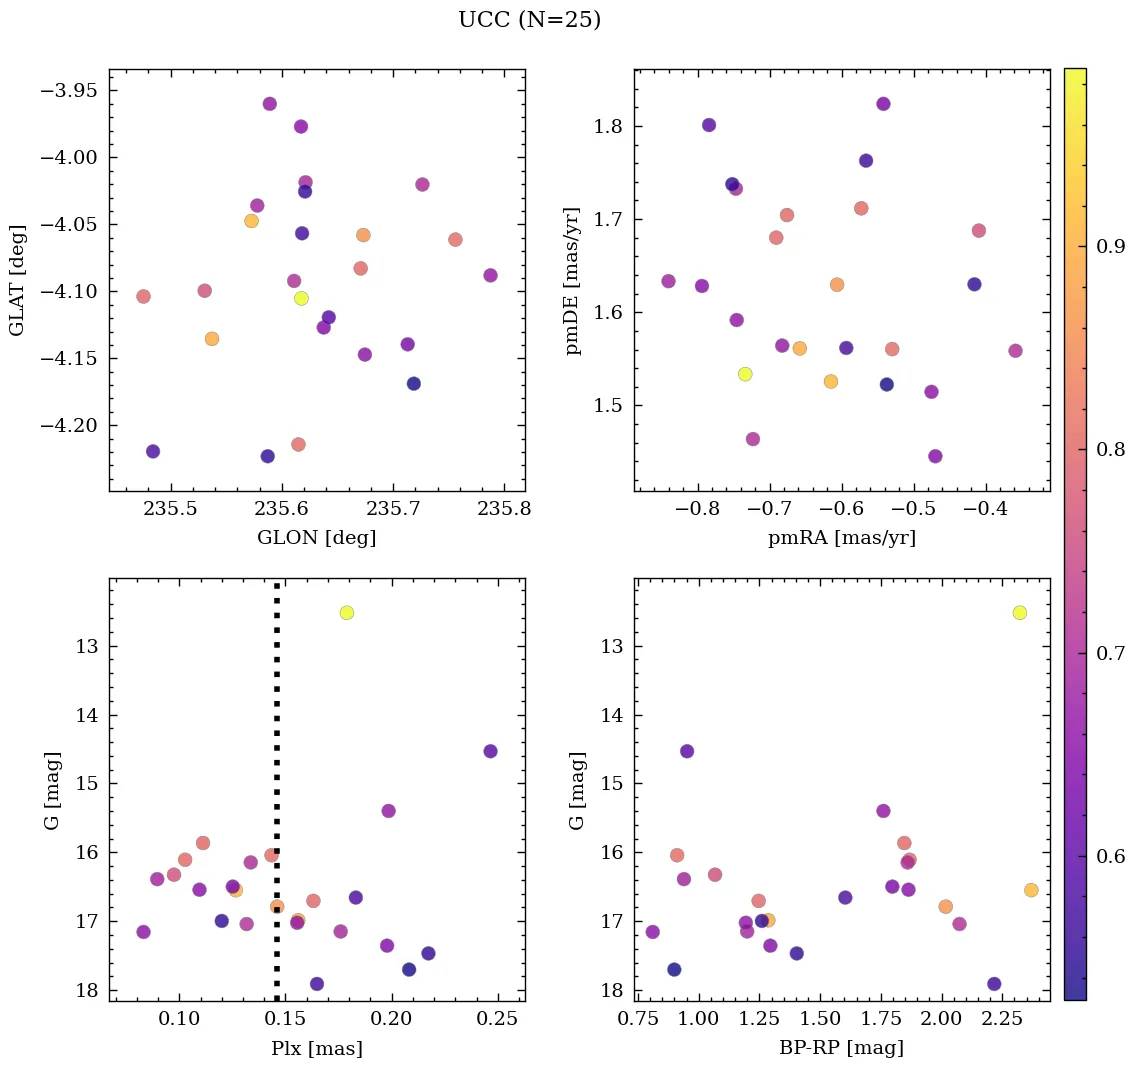 UCC (N=25)
−3.95
−4.00
−4.05
−4.10
−4.15
−4.20
GLAT [deg]
235.5 235.6 235.7 235.8
GLON [deg]
1.8
1.7
1.6
1.5
pmDE [mas/yr]
−0.8 −0.7 −0.6 −0.5 −0.4
pmRA [mas/yr]
13
14
15
16
17
18
G [mag]
0.10 0.15 0.20 0.25
Plx [mas]
13
14
15
16
17
18
G [mag]
0.75 1.00 1.25 1.50 1.75 2.00 2.25
BP-RP [mag]
0.9
0.8
0.7
0.6